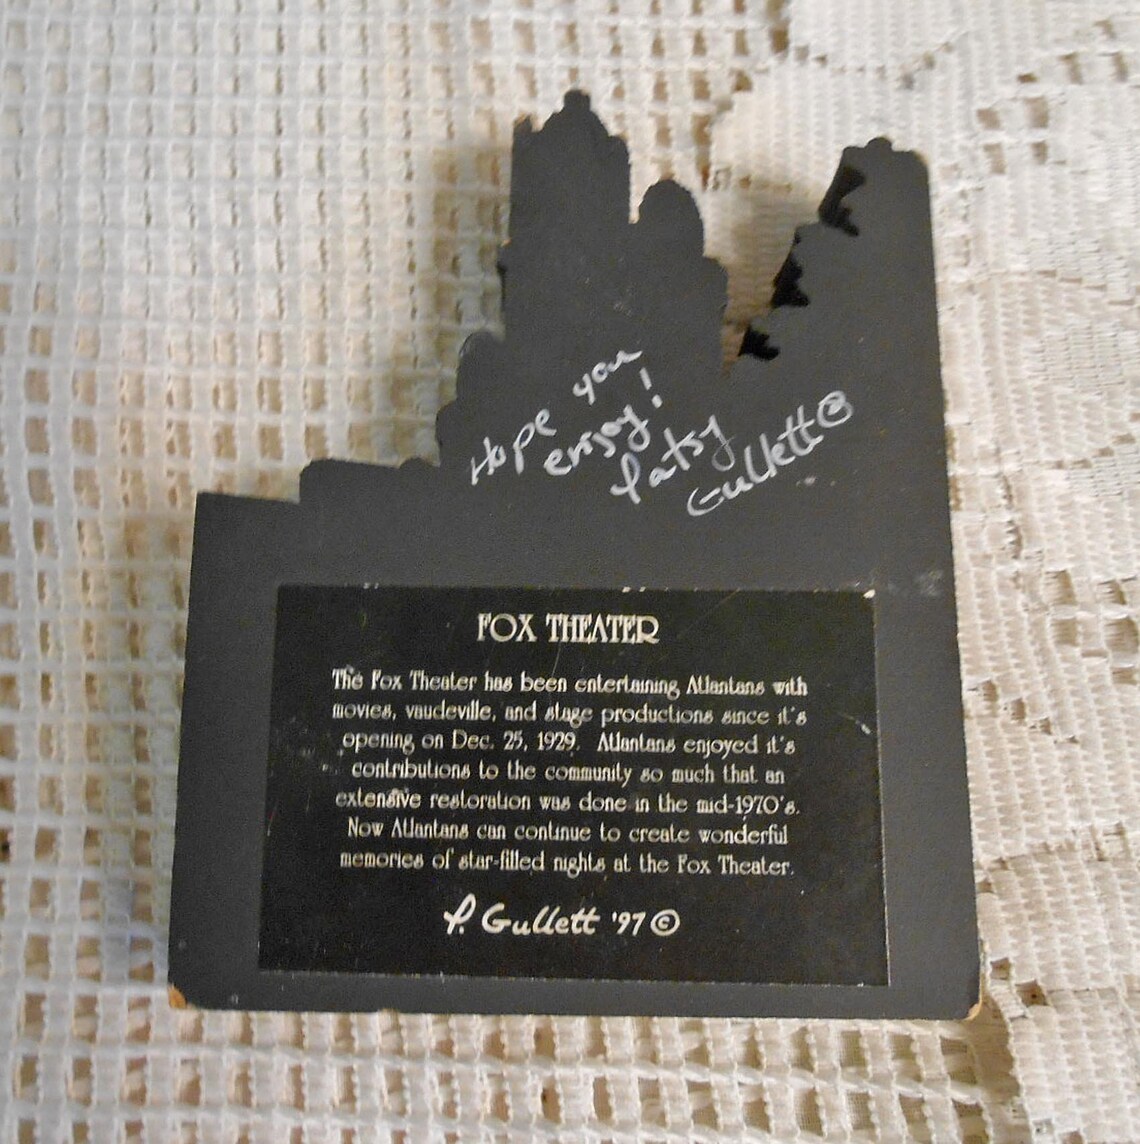 Hope you
enjoy!
Patsy
Gullett ©
FOX THEATER
The Fox Theater has been entertaining Atlantans with
movies, vaudeville, and stage productions since it's
opening on Dec. 25, 1929. Atlantans enjoyed it's
contributions to the community so much that an
extensive restoration was done in the mid-1970's.
Now Atlantans can continue to create wonderful
memories of star-filled nights at the Fox Theater.
P. Gullett '97 ©